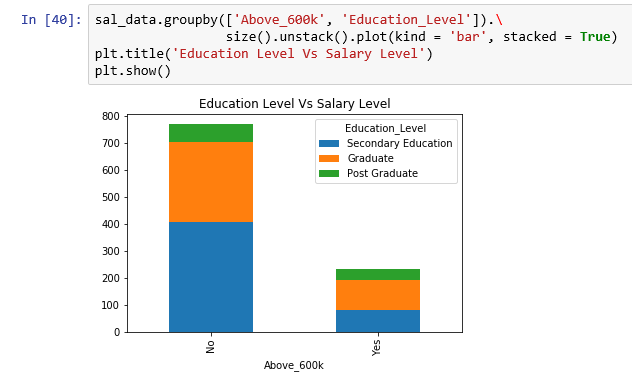 In [40]: sal_data.groupby(['Above_600k', 'Education_Level']).\
size().unstack().plot(kind = 'bar', stacked = True)
plt.title('Education Level Vs Salary Level')
plt.show()
Education Level Vs Salary Level
800
700
600
500
400
300
200
100
0
Education_Level
Secondary Education
Graduate
Post Graduate
No
Yes
Above_600k